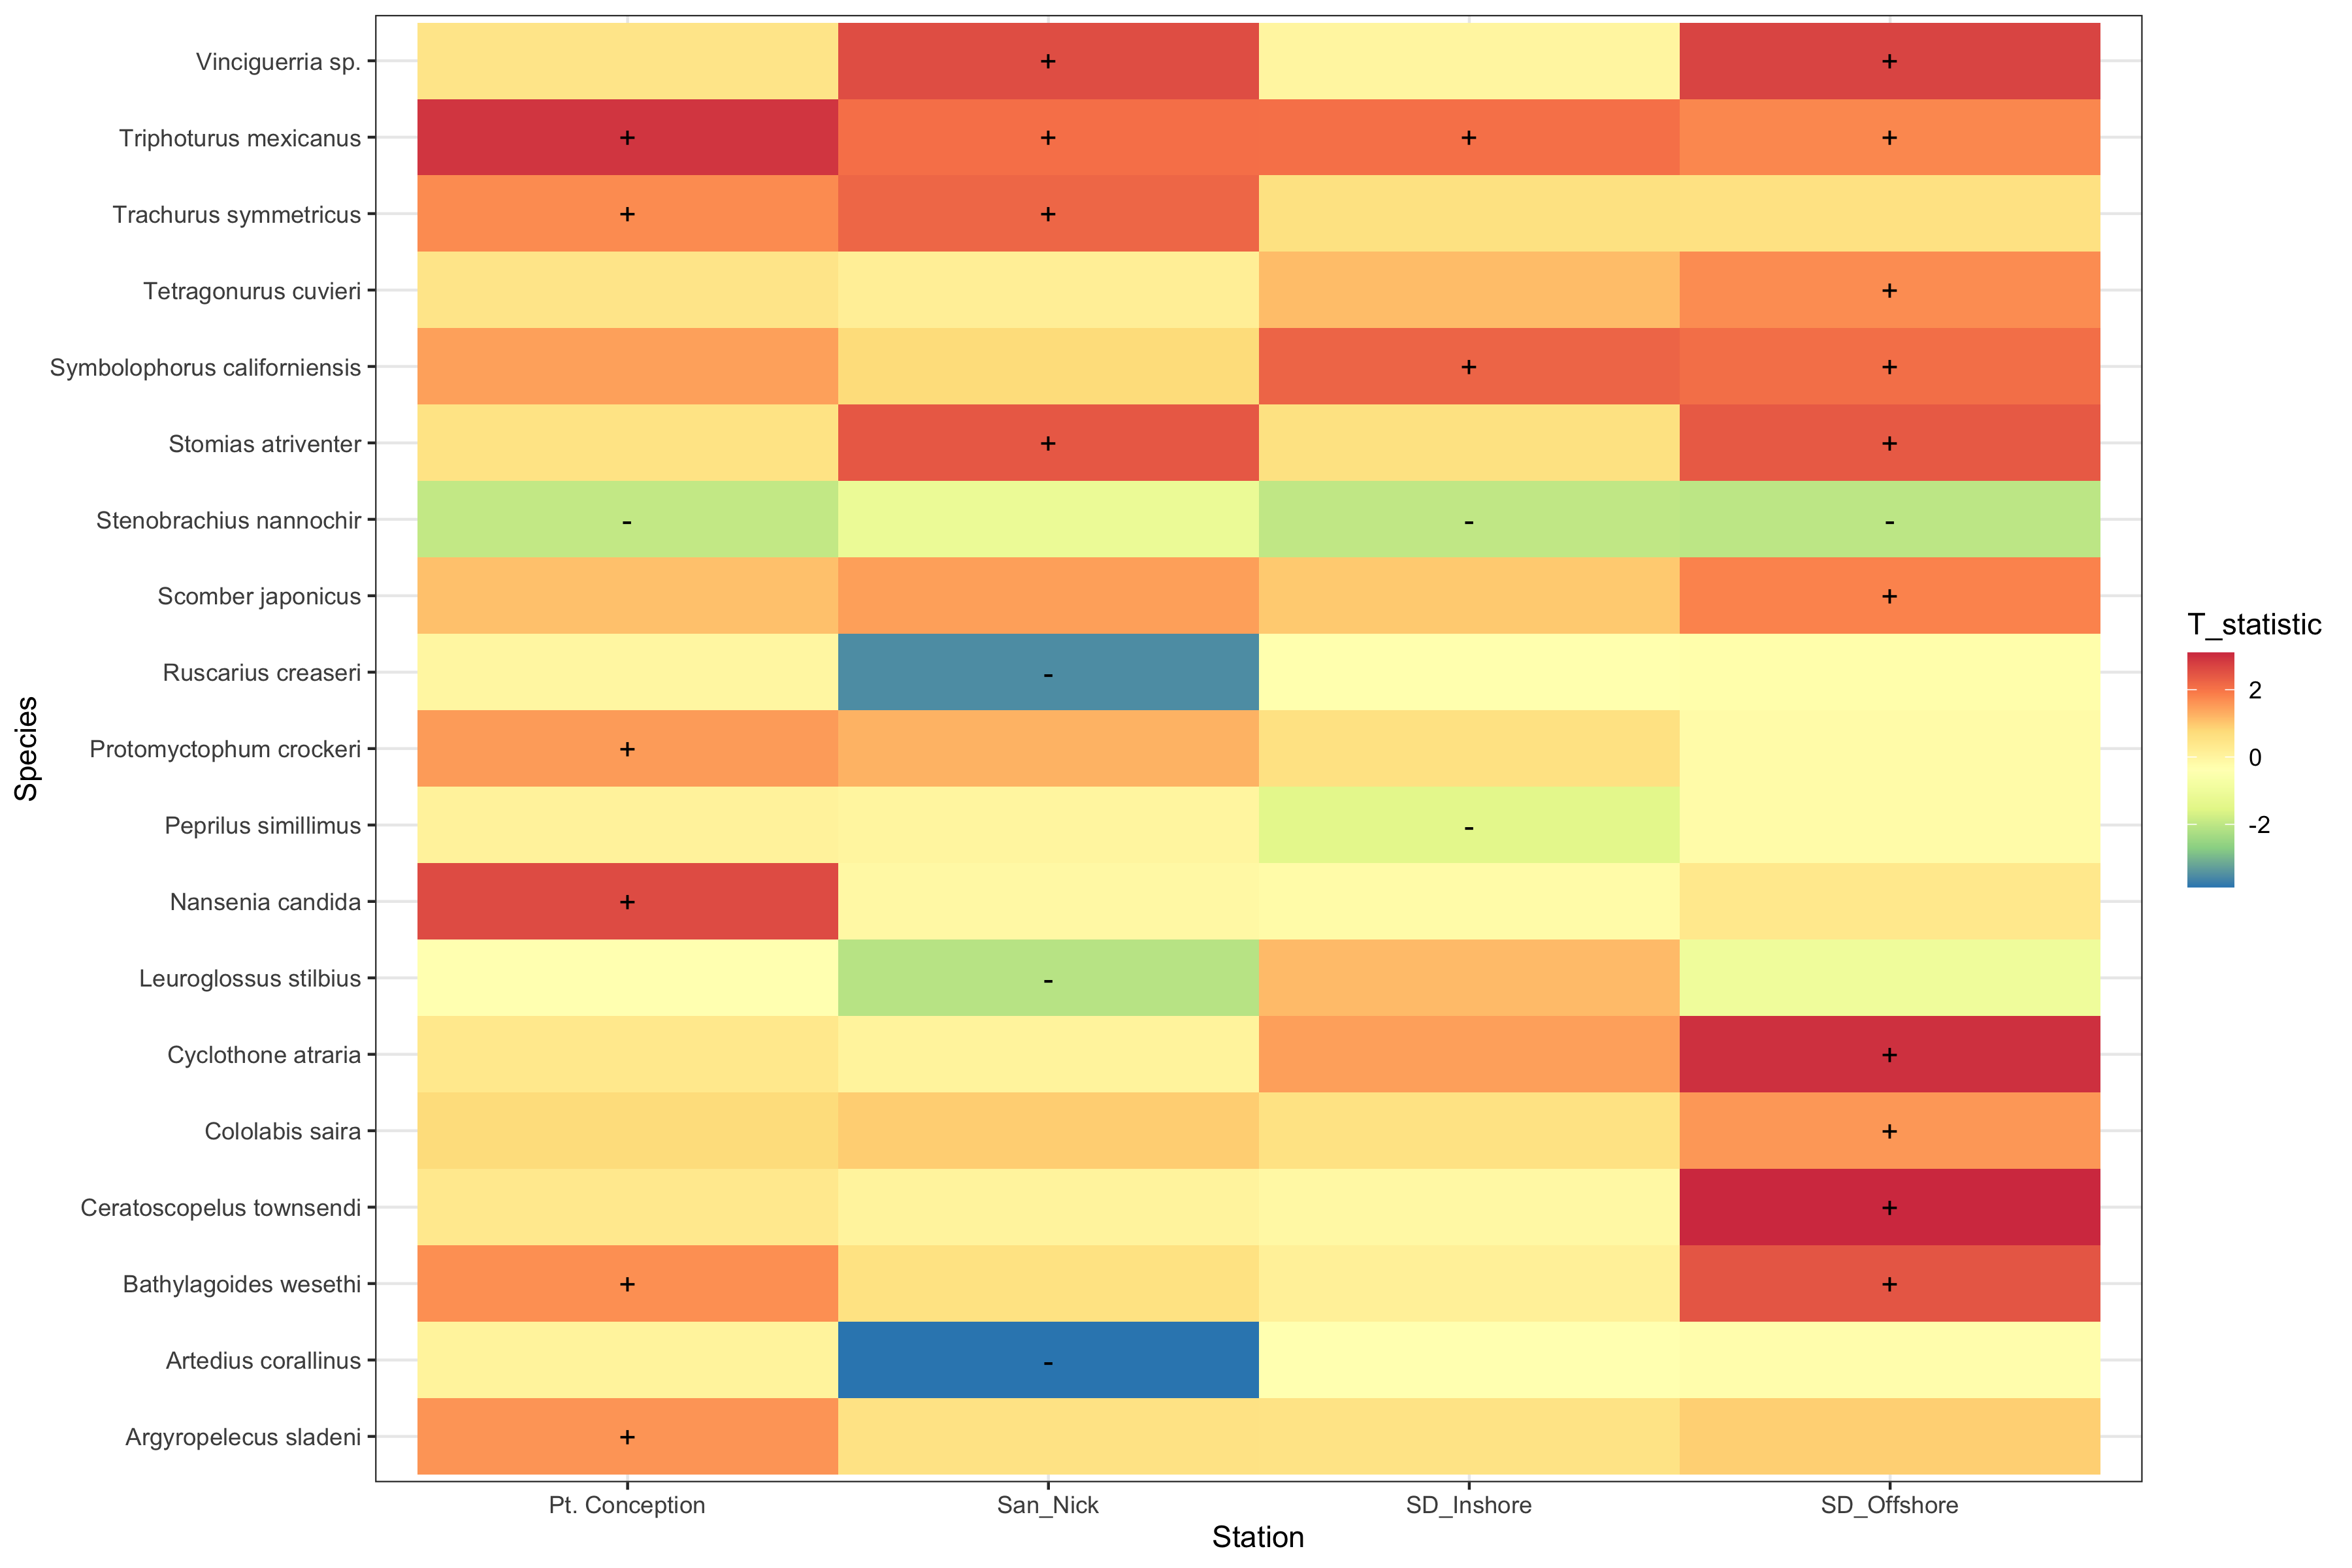 Species
Vinciguerria sp.
+ +
Triphoturus mexicanus
+ + + +
Trachurus symmetricus
+ +
Tetragonurus cuvieri
+
Symbolophorus californiensis
+ +
Stomias atriventer
+ +
Stenobrachius nannochir
- - -
Scomber japonicus
+
Ruscarius creaseri
-
Protomyctophum crockeri
+
Peprilus simillimus
-
Nansenia candida
+
Leuroglossus stilbius
-
Cyclothone atraria
+
Cololabis saira
+
Ceratoscopelus townsendi
+
Bathylagoides wesethi
+ +
Artedius corallinus
-
Argyropelecus sladeni
+
Pt. Conception San_Nick SD_Inshore SD_Offshore
Station
T_statistic
2
0
-2